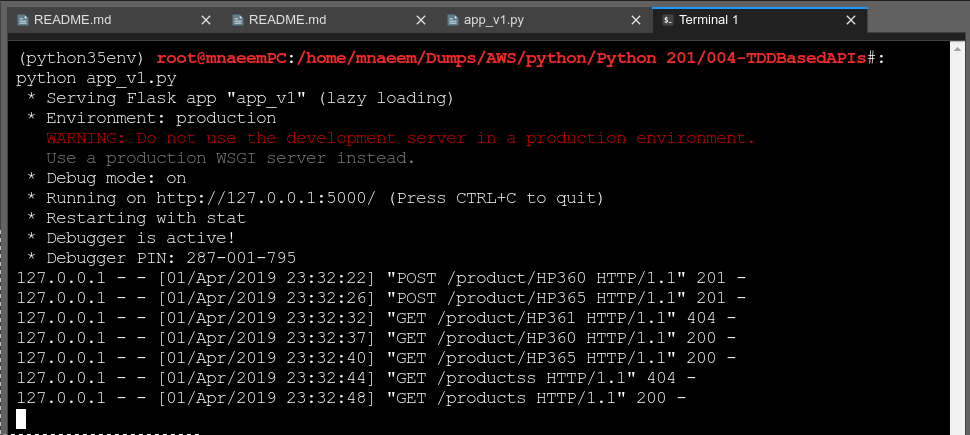 README.md README.md app_v1.py Terminal 1
(python35env) root@mnaeemPC:/home/mnaeem/Dumps/AWS/python/Python 201/004-TDDBasedAPIs#:
python app_v1.py
* Serving Flask app "app_v1" (lazy loading)
* Environment: production
WARNING: Do not use the development server in a production environment.
Use a production WSGI server instead.
* Debug mode: on
* Running on http://127.0.0.1:5000/ (Press CTRL+C to quit)
* Restarting with stat
* Debugger is active!
* Debugger PIN: 287-001-795
127.0.0.1 - - [01/Apr/2019 23:32:22] "POST /product/HP360 HTTP/1.1" 201 -
127.0.0.1 - - [01/Apr/2019 23:32:26] "POST /product/HP365 HTTP/1.1" 201 -
127.0.0.1 - - [01/Apr/2019 23:32:32] "GET /product/HP361 HTTP/1.1" 404 -
127.0.0.1 - - [01/Apr/2019 23:32:37] "GET /product/HP360 HTTP/1.1" 200 -
127.0.0.1 - - [01/Apr/2019 23:32:40] "GET /product/HP365 HTTP/1.1" 200 -
127.0.0.1 - - [01/Apr/2019 23:32:44] "GET /productss HTTP/1.1" 404 -
127.0.0.1 - - [01/Apr/2019 23:32:48] "GET /products HTTP/1.1" 200 -